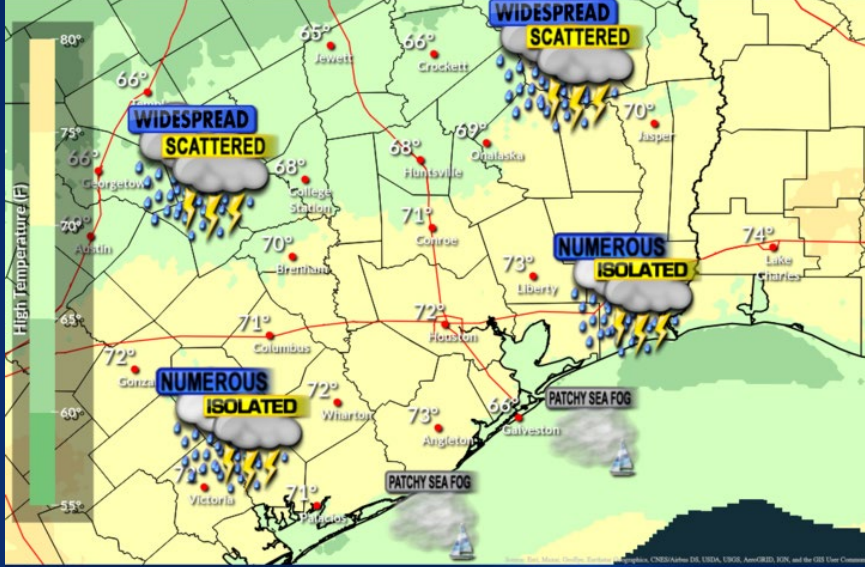 WIDESPREAD
SCATTERED
80°
65°
Jewett
66°
Crockett
66°
75°
70°
Jasper
WIDESPREAD
SCATTERED
69°
Onalaska
68°
Huntsville
66°
Georgetow
68°
College
Station
High Temperature (F)
70°
Austin
71°
Conroe
74°
Lake
Charles
NUMEROUS
ISOLATED
70°
Brenham
73°
Liberty
65°
71°
Columbus
72°
Houston
72°
Gonza
NUMEROUS
ISOLATED
72°
Wharton
60°
73°
Angleton
66°
Galveston
PATCHY SEA FOG
PATCHY SEA FOG
Victoria
71°
Palacios
55°